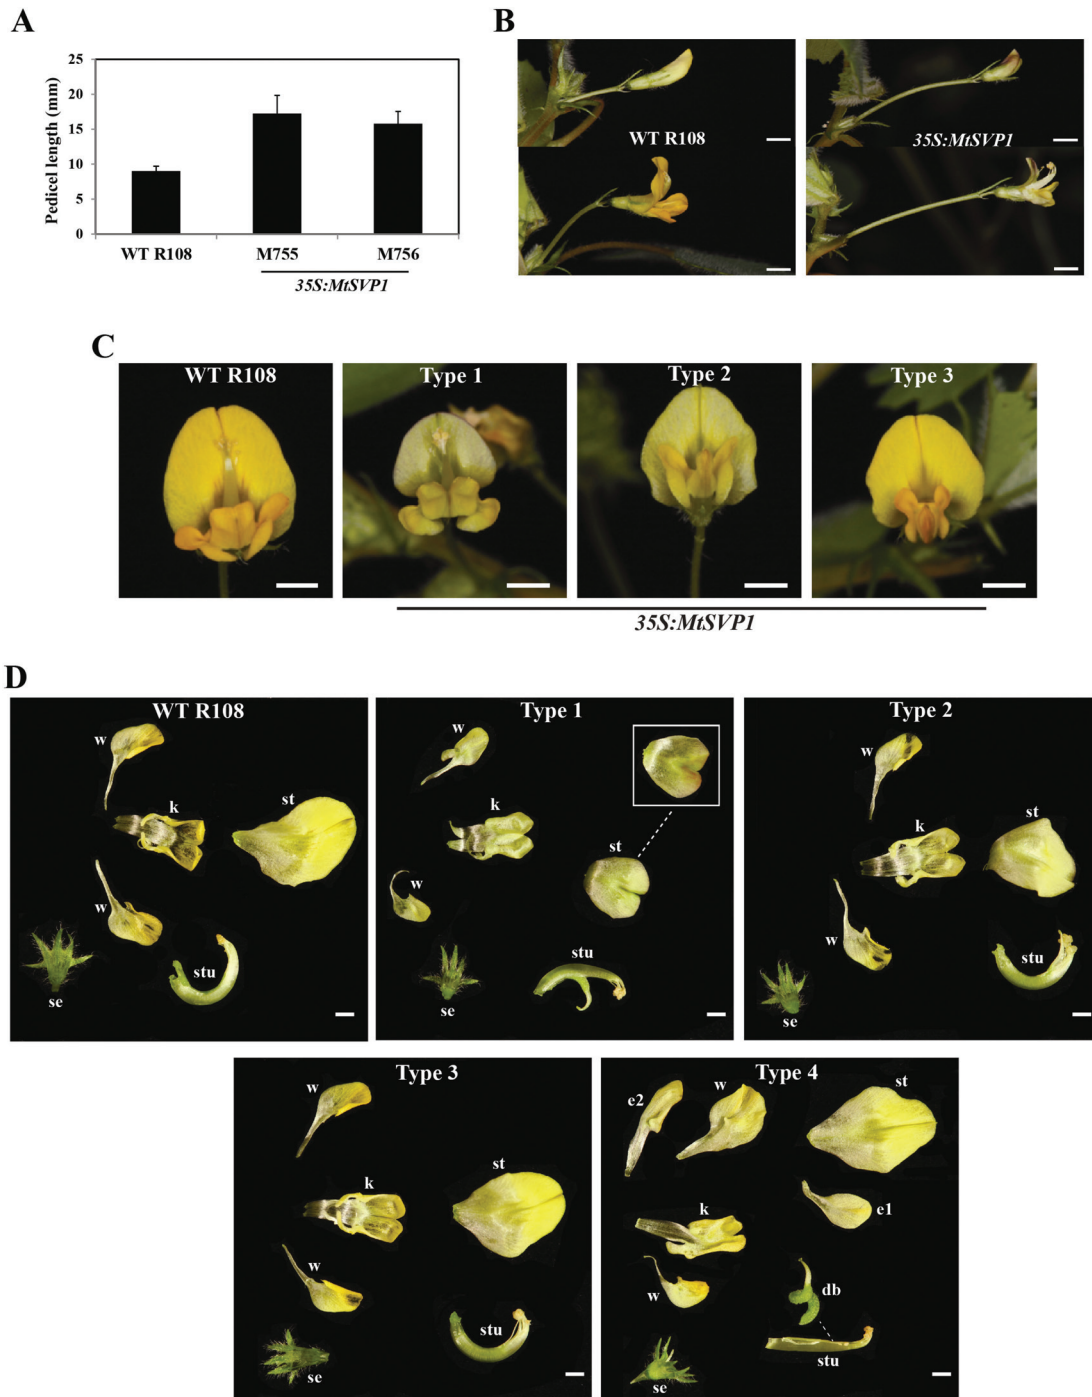 A
B
25
20
15
10
5
0
Pedicel length (mm)
WT R108
M755
M756
35S:MtSVP1
WT R108
35S:MtSVP1
C
WT R108
Type 1
Type 2
Type 3
35S:MtSVP1
D
WT R108
w
k
st
w
se
stu
Type 1
w
k
st
w
se
stu
Type 2
w
k
st
w
se
stu
Type 3
w
k
st
w
se
stu
Type 4
e2
w
st
e1
k
w
db
stu
se